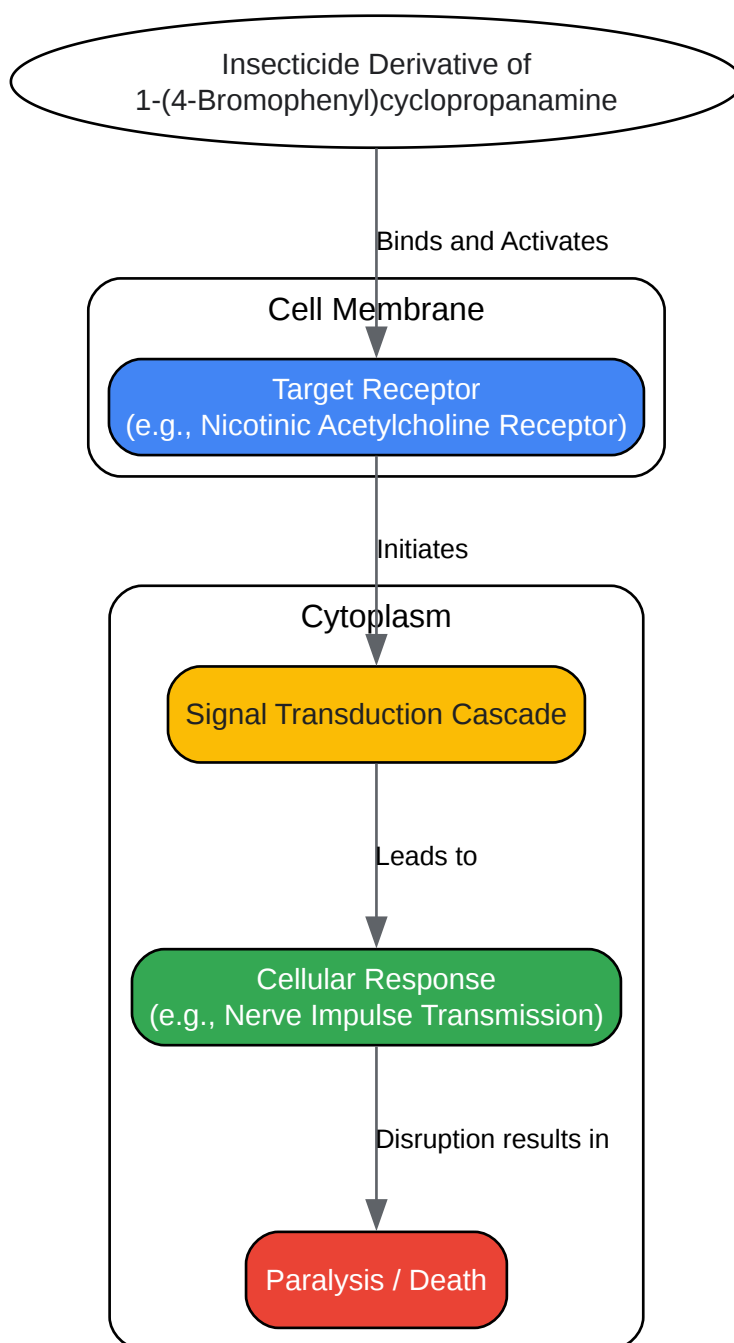 Insecticide Derivative of
1-(4-Bromophenyl)cyclopropanamine
Binds and Activates
Cell Membrane
Target Receptor
(e.g., Nicotinic Acetylcholine Receptor)
Initiates
Cytoplasm
Signal Transduction Cascade
Leads to
Cellular Response
(e.g., Nerve Impulse Transmission)
Disruption results in
Paralysis / Death